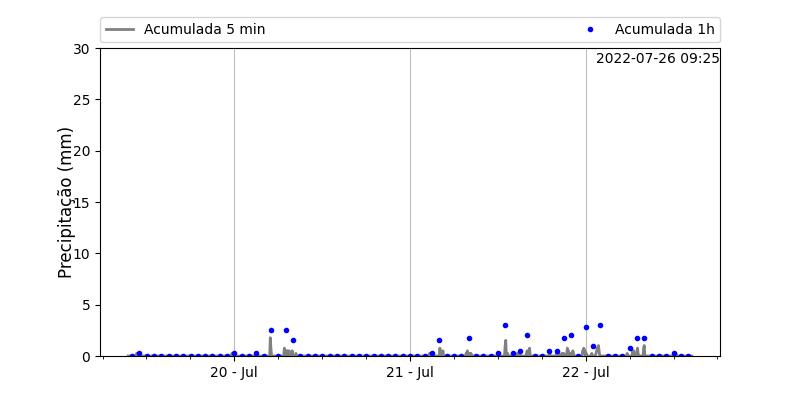 Acumulada 5 min
Acumulada 1h
2022-07-26 09:25
Precipitação (mm)
30
25
20
15
10
5
0
20 - Jul
21 - Jul
22 - Jul